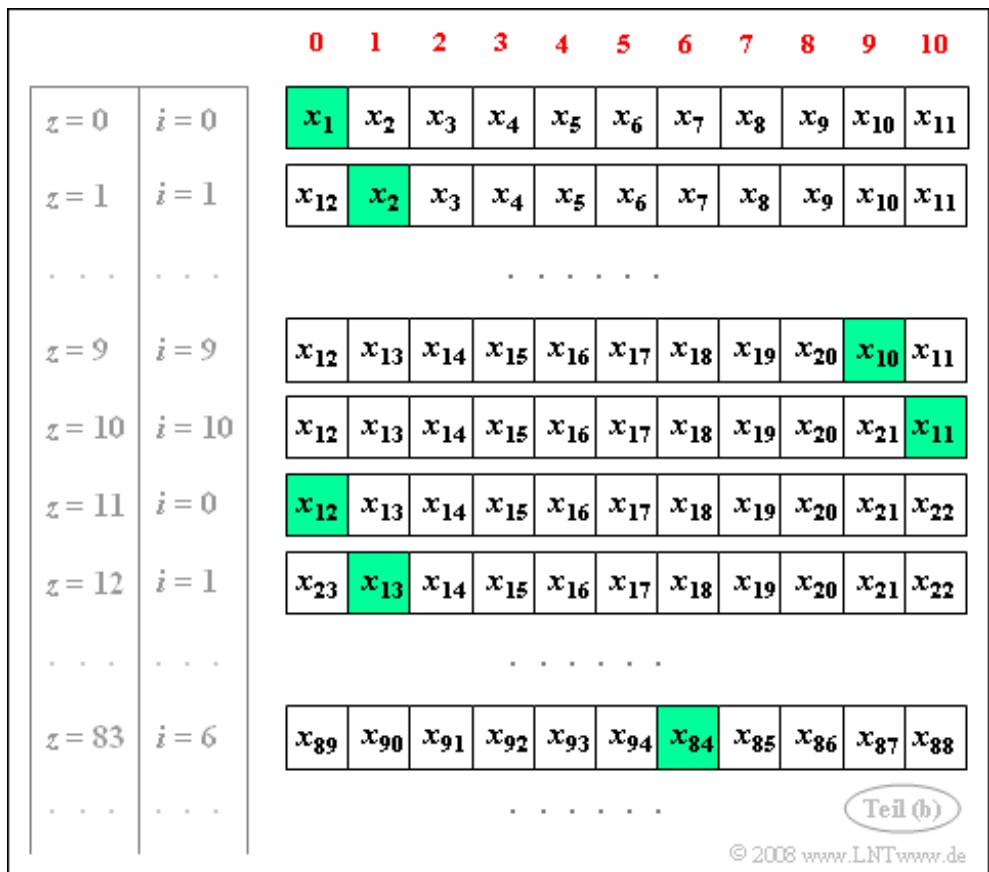 0 1 2 3 4 5 6 7 8 9 10
z = 0 i = 0 x₁ x₂ x₃ x₄ x₅ x₆ x₇ x₈ x₉ x₁₀ x₁₁
z = 1 i = 1 x₁₂ x₂ x₃ x₄ x₅ x₆ x₇ x₈ x₉ x₁₀ x₁₁
. . . . . . . . . . . .
z = 9 i = 9 x₁₂ x₁₃ x₁₄ x₁₅ x₁₆ x₁₇ x₁₈ x₁₉ x₂₀ x₁₀ x₁₁
z = 10 i = 10 x₁₂ x₁₃ x₁₄ x₁₅ x₁₆ x₁₇ x₁₈ x₁₉ x₂₀ x₂₁ x₁₁
z = 11 i = 0 x₁₂ x₁₃ x₁₄ x₁₅ x₁₆ x₁₇ x₁₈ x₁₉ x₂₀ x₂₁ x₂₂
z = 12 i = 1 x₂₃ x₁₃ x₁₄ x₁₅ x₁₆ x₁₇ x₁₈ x₁₉ x₂₀ x₂₁ x₂₂
. . . . . . . . . . . .
z = 83 i = 6 x₈₉ x₉₀ x₉₁ x₉₂ x₉₃ x₉₄ x₈₄ x₈₅ x₈₆ x₈₇ x₈₈
. . . . . . . . . . . . Teil (b)
© 2008 www.LNTwww.de